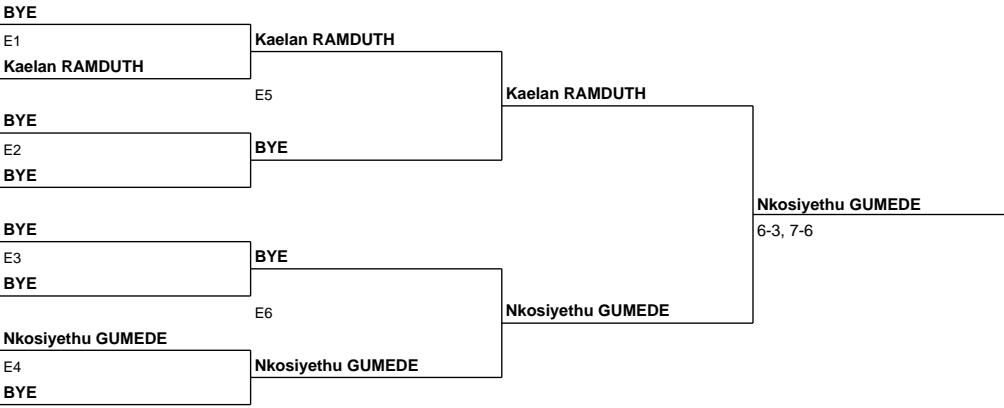 BYE
E1
Kaelan RAMDUTH
Kaelan RAMDUTH
E5
Kaelan RAMDUTH
BYE
E2
BYE
BYE
Nkosiyethu GUMEDE
6-3, 7-6
BYE
E3
BYE
BYE
E6
Nkosiyethu GUMEDE
Nkosiyethu GUMEDE
E4
Nkosiyethu GUMEDE
BYE